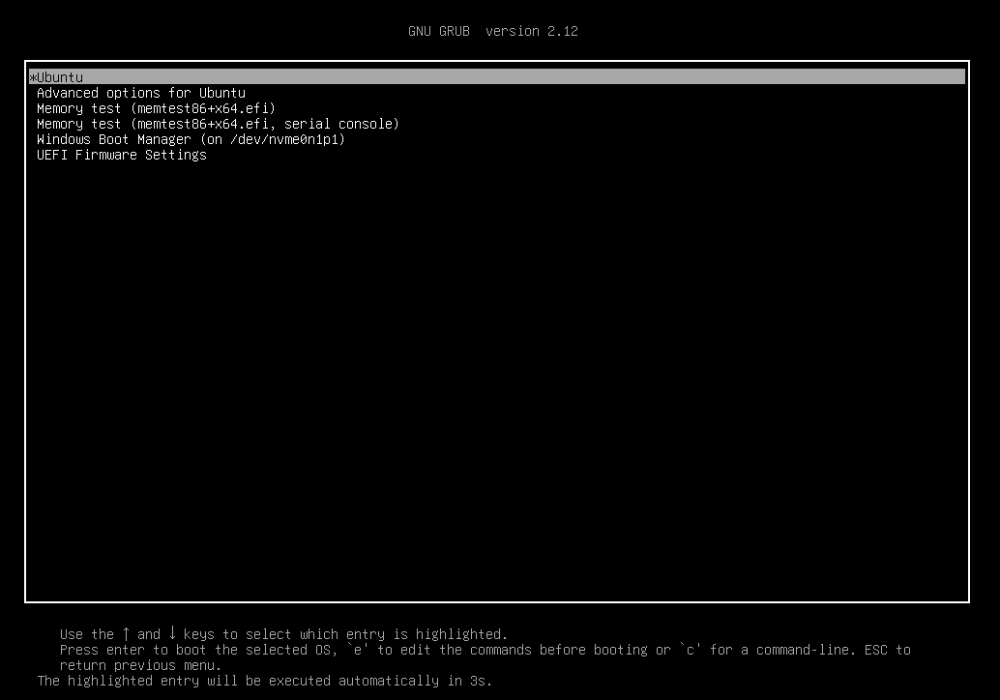 GNU GRUB  version 2.12
*Ubuntu
Advanced options for Ubuntu
Memory test (memtest86+x64.efi)
Memory test (memtest86+x64.efi, serial console)
Windows Boot Manager (on /dev/nvme0n1p1)
UEFI Firmware Settings
Use the ↑ and ↓ keys to select which entry is highlighted.
Press enter to boot the selected OS, `e' to edit the commands before booting or `c' for a command-line. ESC to
return previous menu.
The highlighted entry will be executed automatically in 3s.